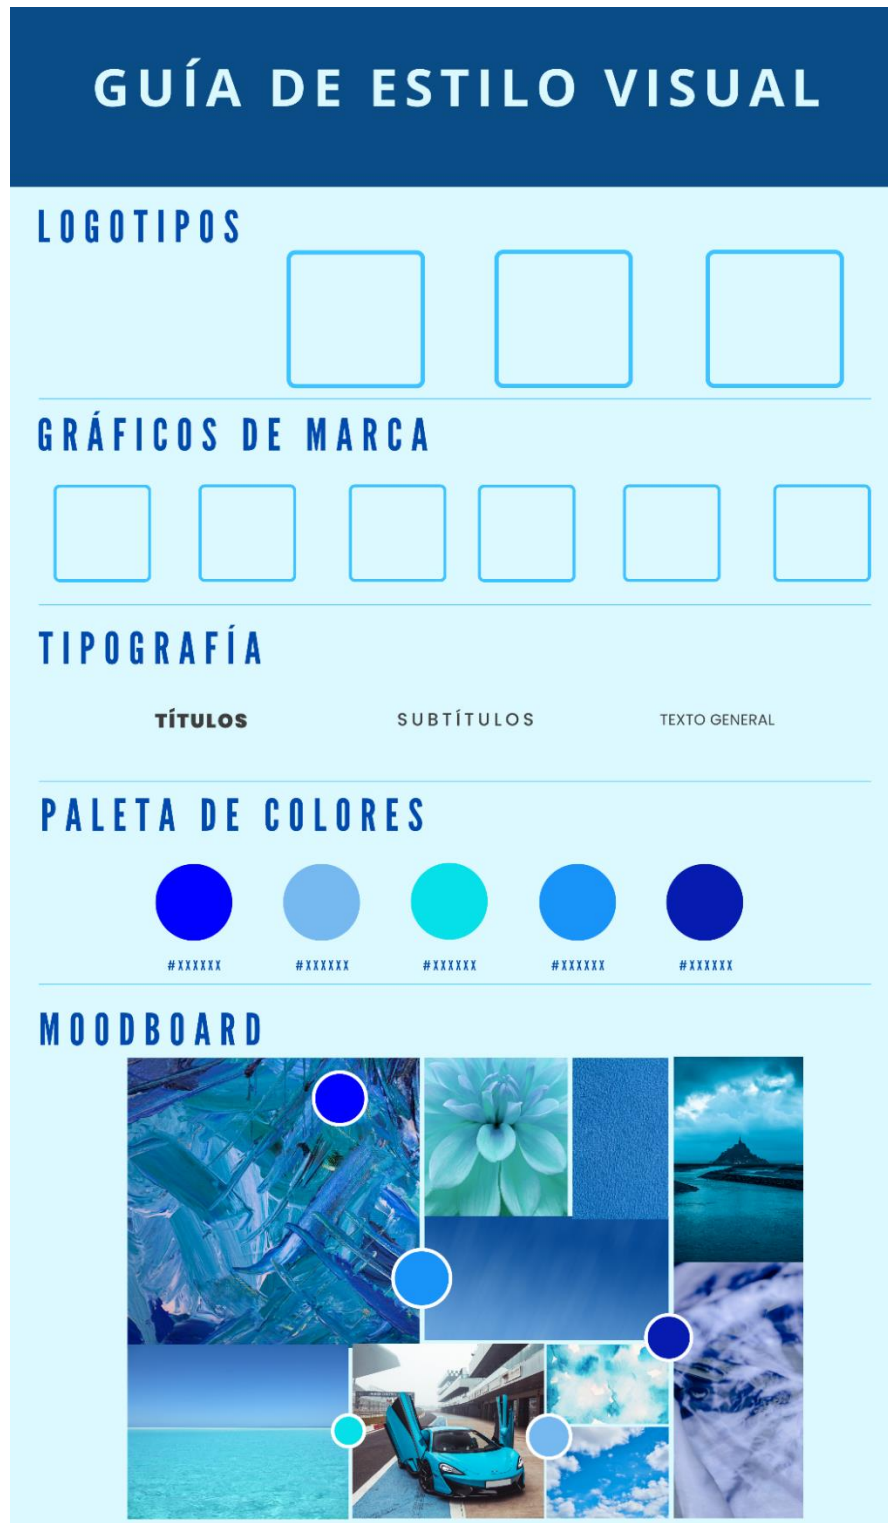 GUÍA DE ESTILO VISUAL
LOGOTIPOS
GRÁFICOS DE MARCA
TIPOGRAFÍA
TÍTULOS SUBTÍTULOS TEXTO GENERAL
PALETA DE COLORES
#XXXXXX #XXXXXX #XXXXXX #XXXXXX #XXXXXX
MOODBOARD